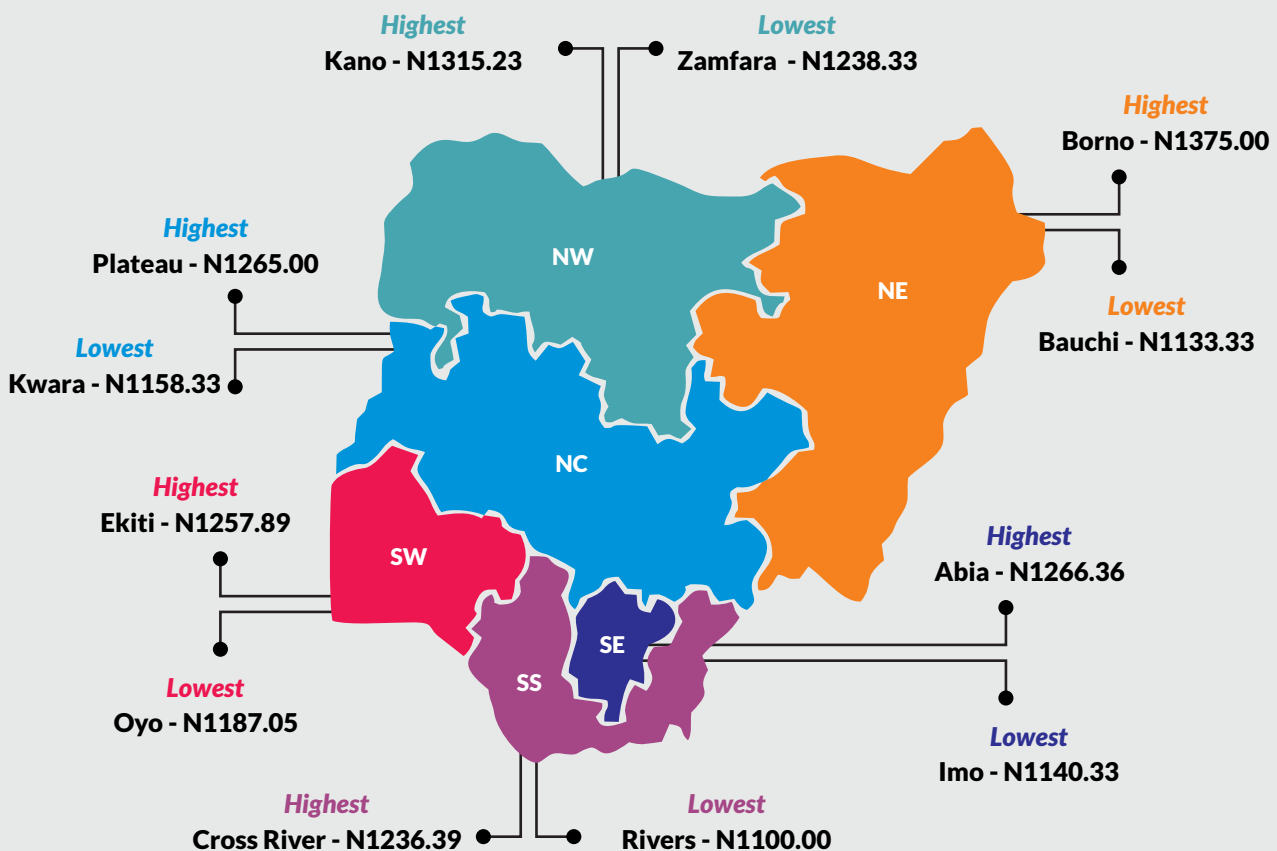 Highest
Kano - N1315.23
Lowest
Zamfara - N1238.33
Highest
Borno - N1375.00
Highest
Plateau - N1265.00
NW
NE
Lowest
Bauchi - N1133.33
Lowest
Kwara - N1158.33
NC
Highest
Ekiti - N1257.89
SW
Highest
Abia - N1266.36
SE
SS
Lowest
Oyo - N1187.05
Lowest
Imo - N1140.33
Highest
Cross River - N1236.39
Lowest
Rivers - N1100.00